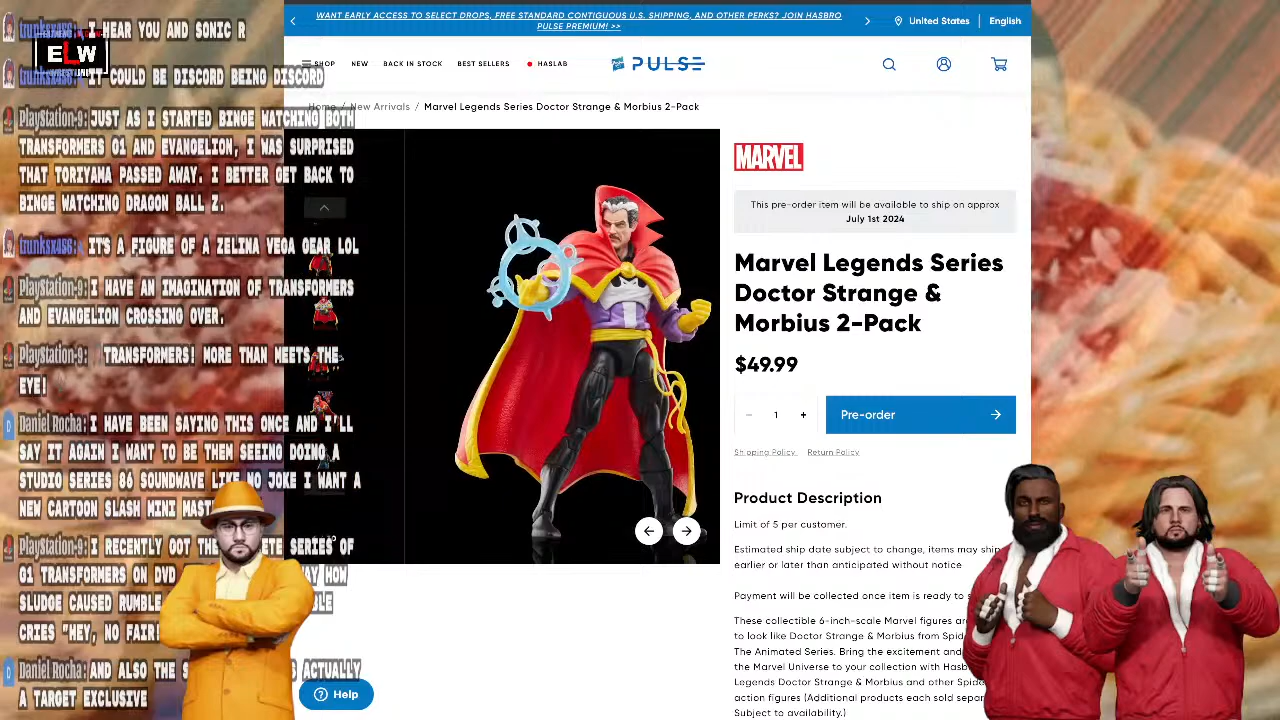 trunksx456: I HEAR YOU AND SONIC R
ELW
trunksx456: IT COULD BE DISCORD BEING DISCORD
PlayStation-9: JUST AS I STARTED BINGE WATCHING BOTH
TRANSFORMERS G1 AND EVANGELION, I WAS SURPRISED
THAT TORIYAMA PASSED AWAY. I BETTER GET BACK TO
BINGE WATCHING DRAGON BALL Z.
trunksx456: IT'S A FIGURE OF A ZELINA VEGA GEAR LOL
PlayStation-9: I HAVE AN IMAGINATION OF TRANSFORMERS
AND EVANGELION CROSSING OVER.
PlayStation-9: TRANSFORMERS! MORE THAN MEETS THE
EYE!
Daniel Rocha: I HAVE BEEN SAYING THIS ONCE AND I'LL
SAY IT AGAIN I WANT TO BE THEM SEEING DOING A
STUDIO SERIES 86 SOUNDWAVE LIKE NO JOKE I WANT A
NEW CARTOON SLASH MINI
PlayStation-9: I RECENTLY GOT THE SERIES OF
G1 TRANSFORMERS ON DVD HOW
SLUDGE CAUSED RUMBLE
CRIES "HEY, NO FAIR!
Daniel Rocha: AND ALSO THE ACTUALLY
A TARGET EXCLUSIVE
WANT EARLY ACCESS TO SELECT DROPS, FREE STANDARD CONTIGUOUS U.S. SHIPPING, AND OTHER PERKS? JOIN HASBRO
PULSE PREMIUM! >>
United States English
SHOP NEW BACK IN STOCK BEST SELLERS HASLAB PULSE
Home / New Arrivals / Marvel Legends Series Doctor Strange & Morbius 2-Pack
MARVEL
This pre-order item will be available to ship on approx
July 1st 2024
Marvel Legends Series
Doctor Strange &
Morbius 2-Pack
$49.99
− 1 + Pre-order
Shipping Policy Return Policy
Product Description
Limit of 5 per customer.
Estimated ship date subject to change, items may ship
earlier or later than anticipated without notice
Payment will be collected once item is ready to
These collectible 6-inch-scale Marvel figures are
to look like Doctor Strange & Morbius from
The Animated Series. Bring the excitement and
the Marvel Universe to your collection with
Legends Doctor Strange & Morbius and other
action figures (Additional products each sold
Subject to availability.)
Help